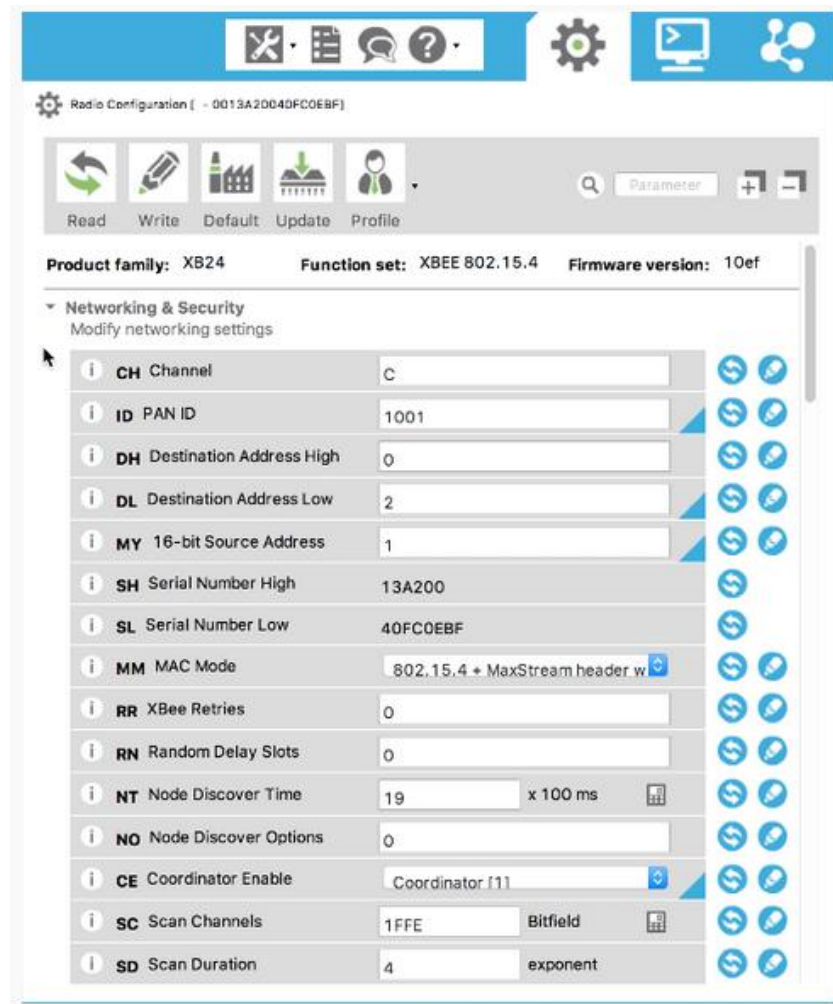 Radio Configuration [ - 0013A20040FC0EBF]
Parameter
Read Write Default Update Profile
Product family: XB24 Function set: XBEE 802.15.4 Firmware version: 10ef
Networking & Security
Modify networking settings
i CH Channel C
i ID PAN ID 1001
i DH Destination Address High 0
i DL Destination Address Low 2
i MY 16-bit Source Address 1
i SH Serial Number High 13A200
i SL Serial Number Low 40FC0EBF
i MM MAC Mode 802.15.4 + MaxStream header w
i RR XBee Retries 0
i RN Random Delay Slots 0
i NT Node Discover Time 19 x 100 ms
i NO Node Discover Options 0
i CE Coordinator Enable Coordinator [1]
i SC Scan Channels 1FFE Bitfield
i SD Scan Duration 4 exponent